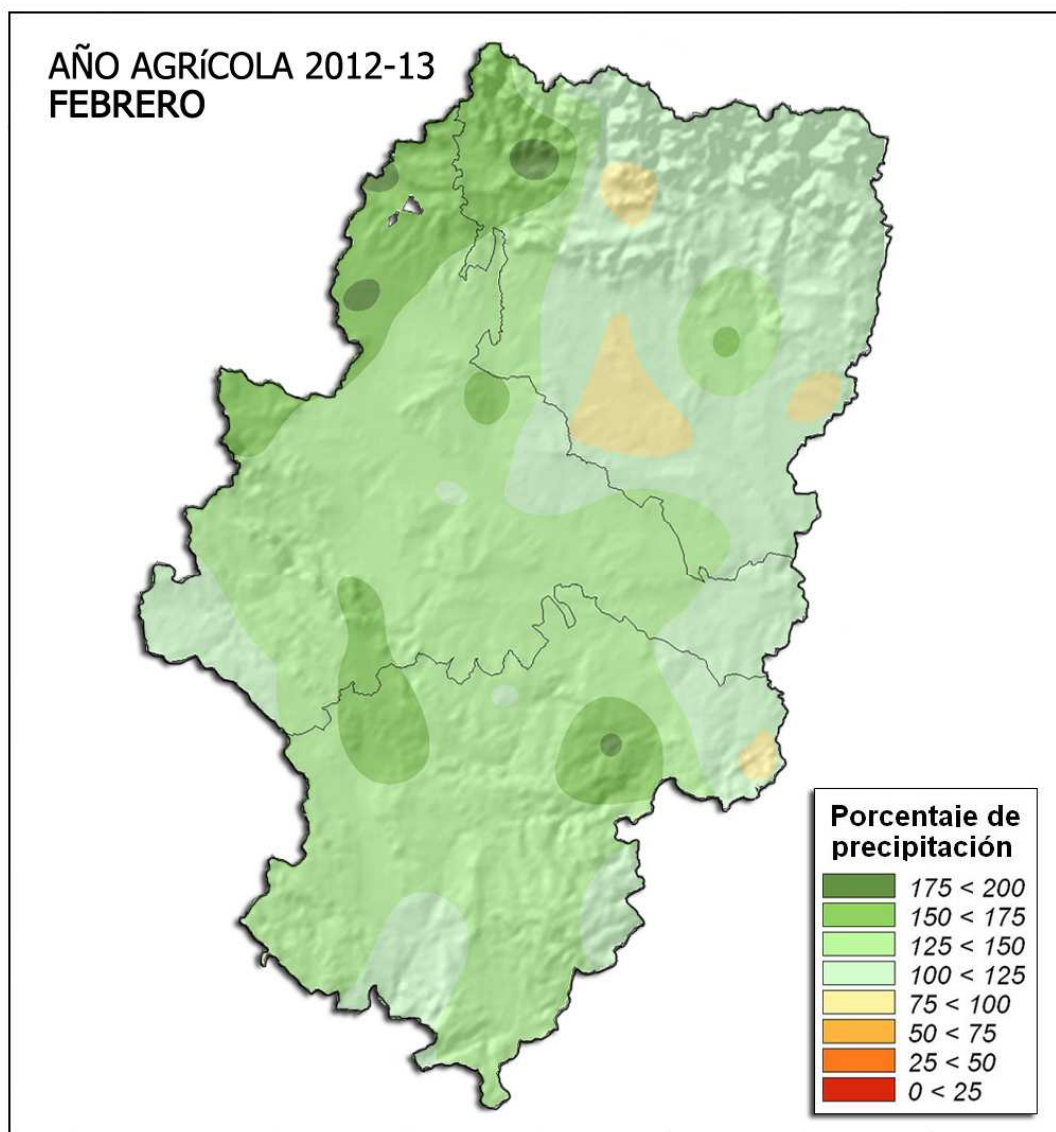 AÑO AGRíCOLA 2012-13
FEBRERO
Porcentaje de
precipitación
175 < 200
150 < 175
125 < 150
100 < 125
75 < 100
50 < 75
25 < 50
0 < 25